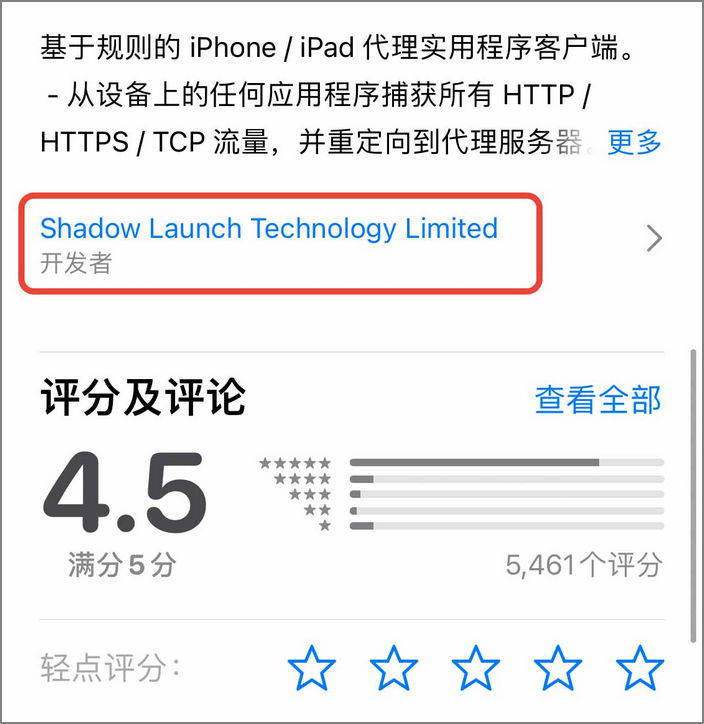 基于规则的 iPhone / iPad 代理实用程序客户端。
- 从设备上的任何应用程序捕获所有 HTTP /
HTTPS / TCP 流量，并重定向到代理服务器。 更多
Shadow Launch Technology Limited
开发者
评分及评论 查看全部
4.5
满分5分 5,461个评分
轻点评分：